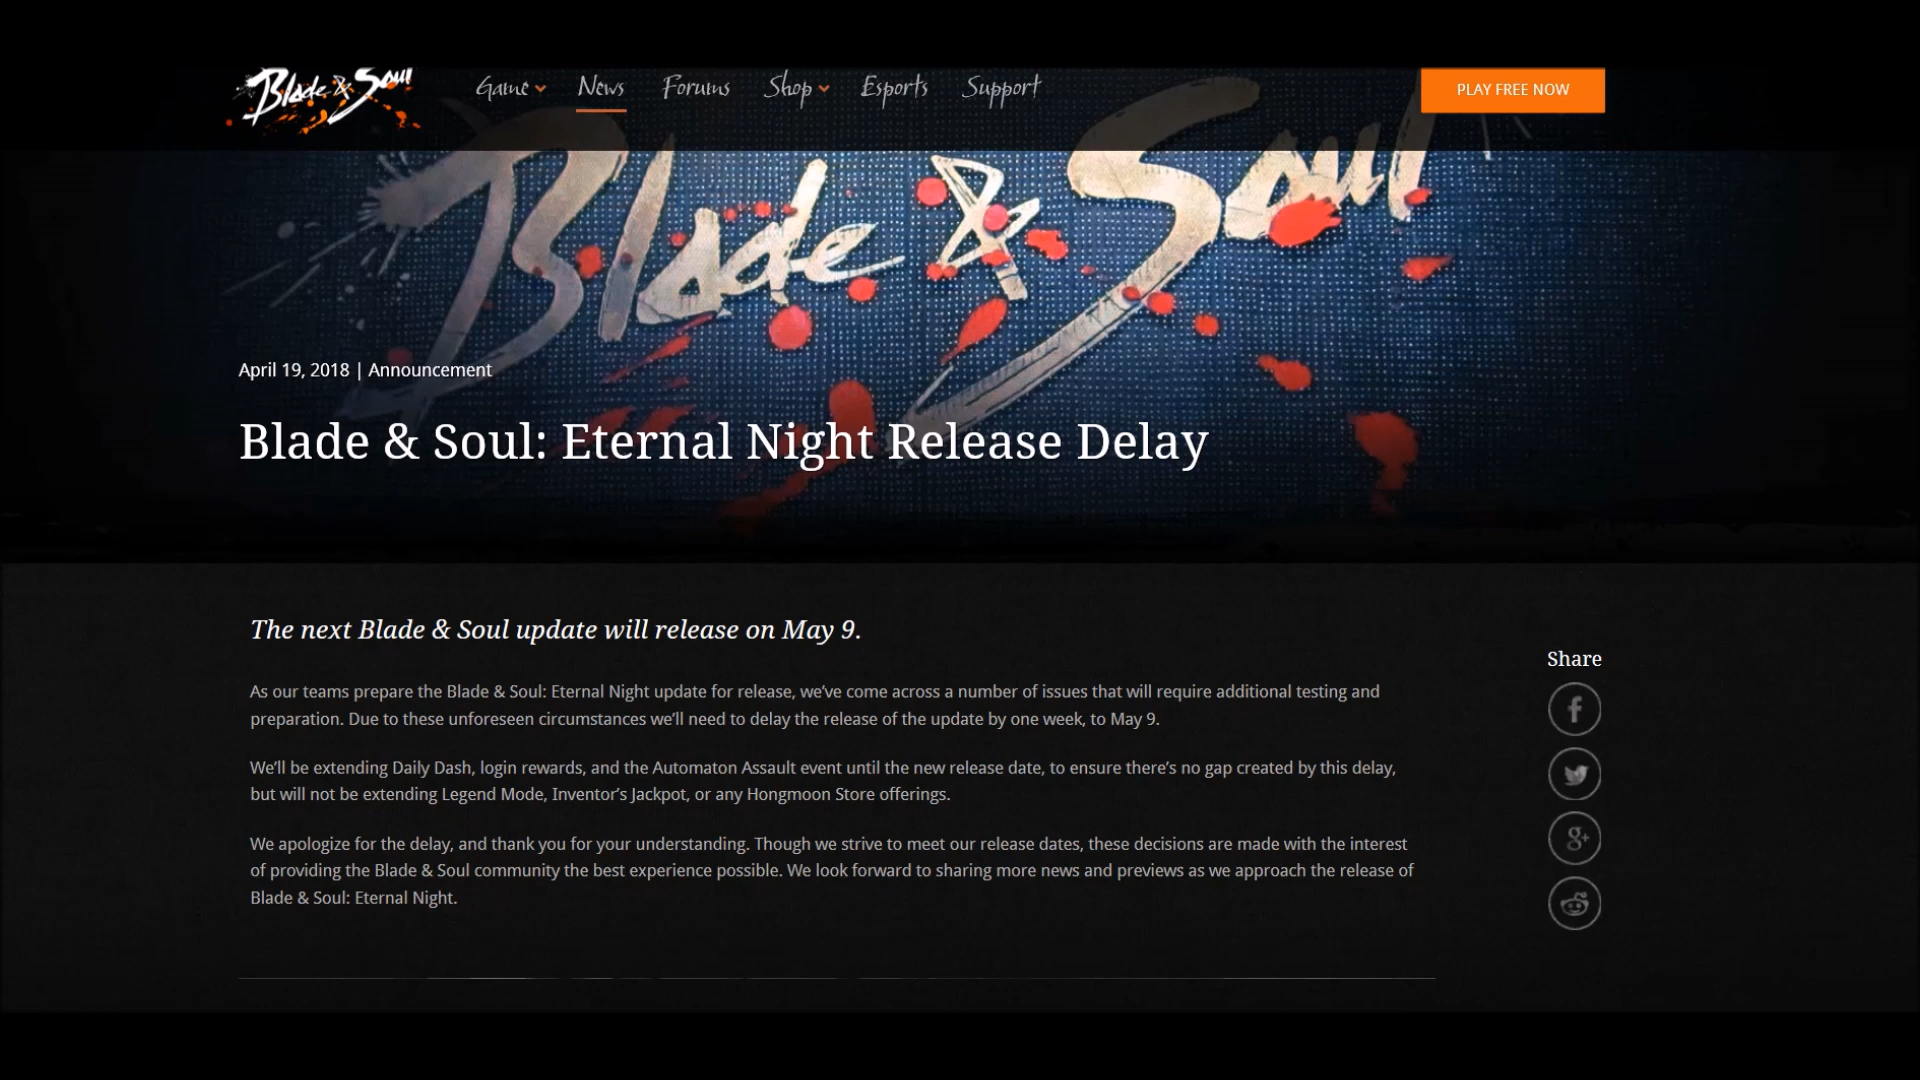 Blade & Soul
Game News Forums Shop Esports Support
PLAY FREE NOW
Blade & Soul
April 19, 2018 | Announcement
Blade & Soul: Eternal Night Release Delay
The next Blade & Soul update will release on May 9.
As our teams prepare the Blade & Soul: Eternal Night update for release, we’ve come across a number of issues that will require additional testing and
preparation. Due to these unforeseen circumstances we’ll need to delay the release of the update by one week, to May 9.
We’ll be extending Daily Dash, login rewards, and the Automaton Assault event until the new release date, to ensure there’s no gap created by this delay,
but will not be extending Legend Mode, Inventor’s Jackpot, or any Hongmoon Store offerings.
We apologize for the delay, and thank you for your understanding. Though we strive to meet our release dates, these decisions are made with the interest
of providing the Blade & Soul community the best experience possible. We look forward to sharing more news and previews as we approach the release of
Blade & Soul: Eternal Night.
Share